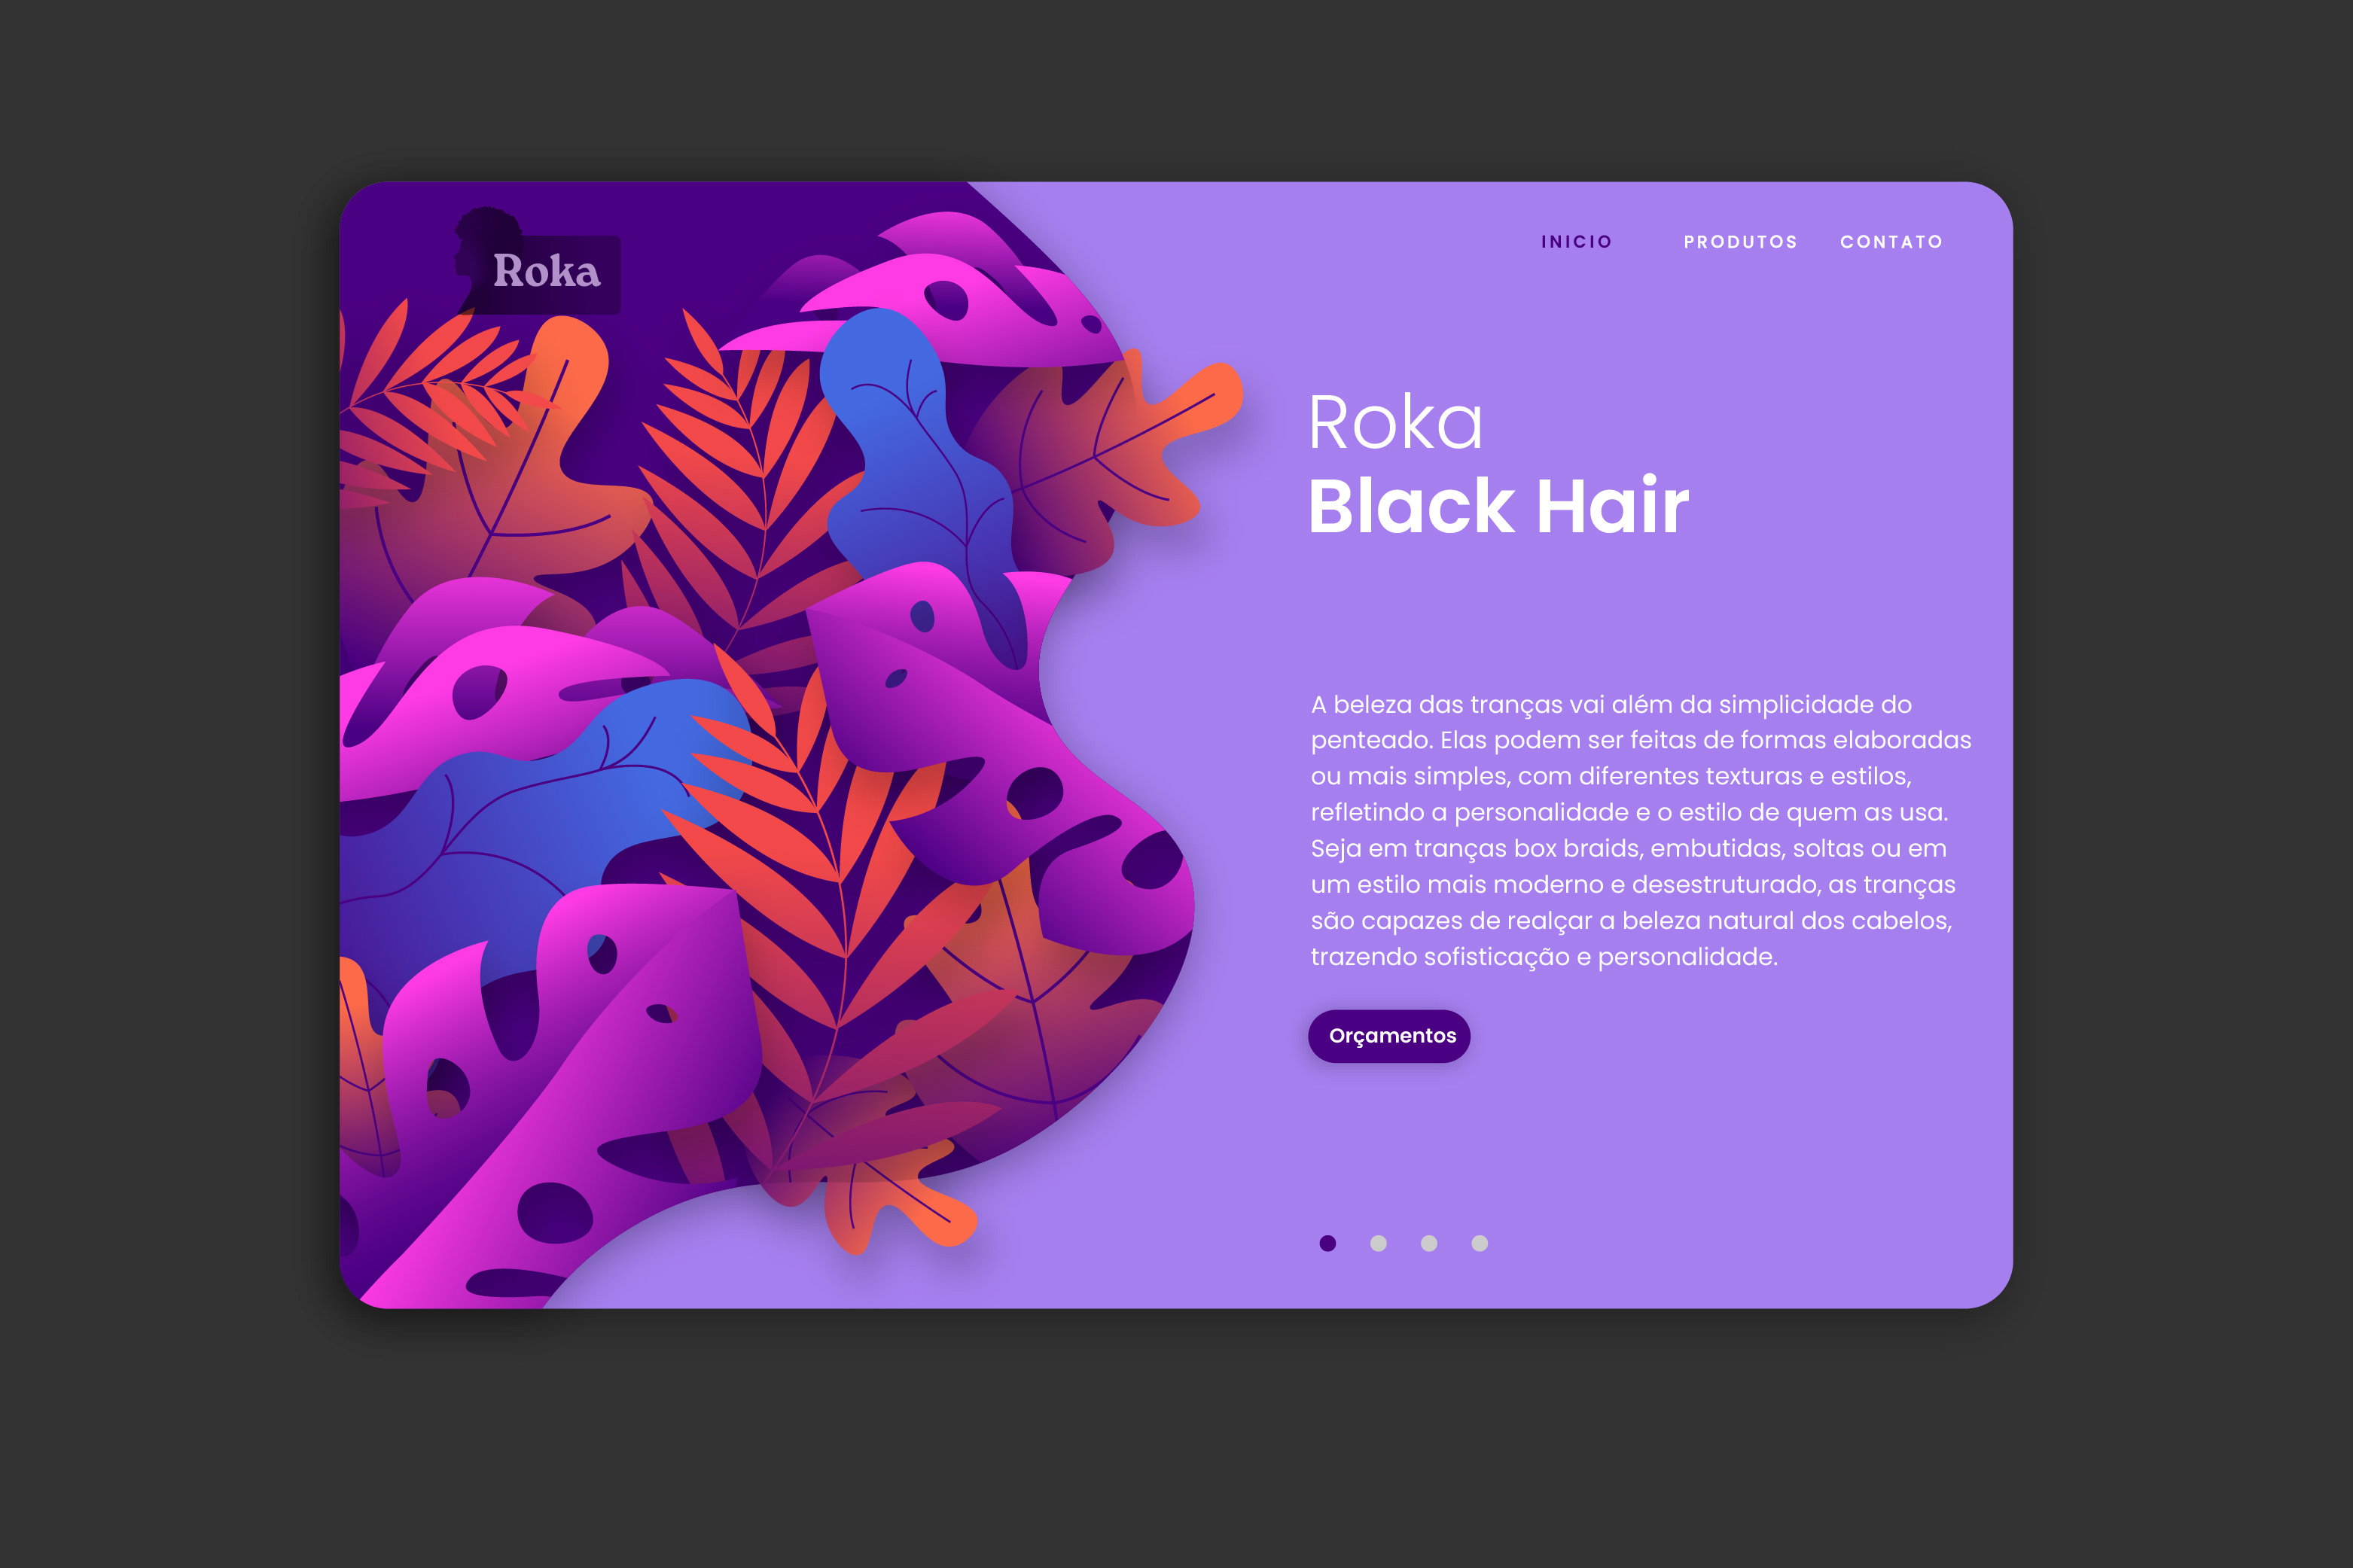 Roka
INICIO PRODUTOS CONTATO
Roka
Black Hair
A beleza das tranças vai além da simplicidade do
penteado. Elas podem ser feitas de formas elaboradas
ou mais simples, com diferentes texturas e estilos,
refletindo a personalidade e o estilo de quem as usa.
Seja em tranças box braids, embutidas, soltas ou em
um estilo mais moderno e desestruturado, as tranças
são capazes de realçar a beleza natural dos cabelos,
trazendo sofisticação e personalidade.
Orçamentos